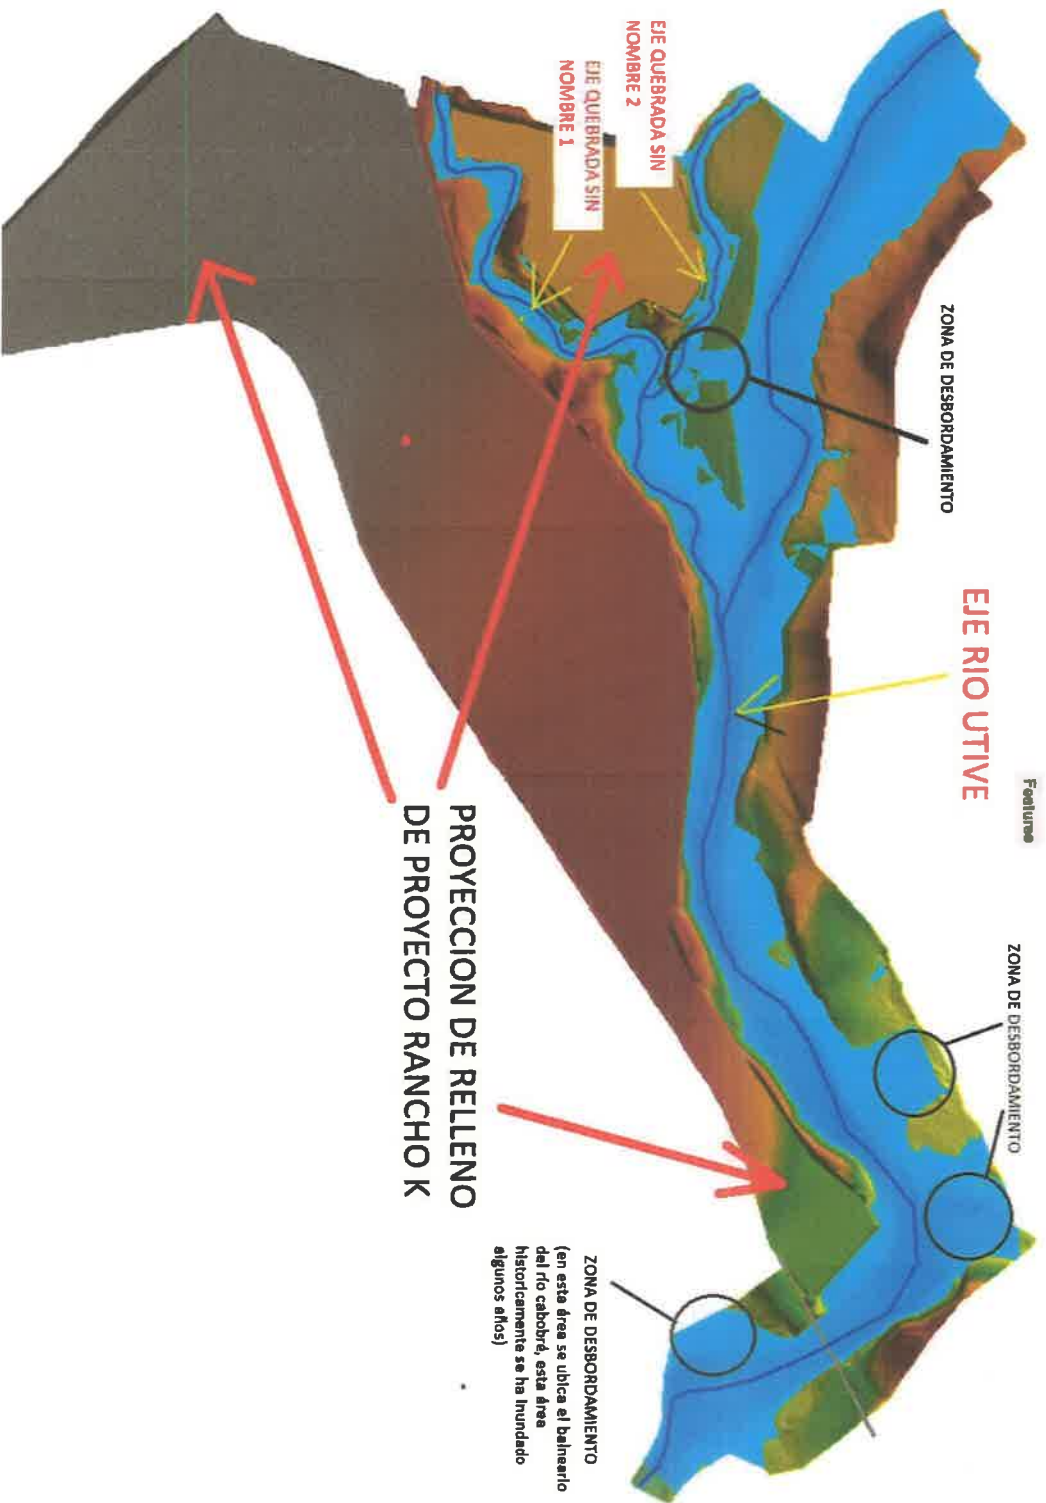 Features
EJE RIO UTIVE
ZONA DE DESBORDAMIENTO
ZONA DE DESBORDAMIENTO
EJE QUEBRADA SIN
NOMBRE 2
EJE QUEBRADA SIN
NOMBRE 1
PROYECCION DE RELLENO
DE PROYECTO RANCHO K
ZONA DE DESBORDAMIENTO
(en esta área se ubica el balneario
del río cabobré, esta área
historicamente se ha inundado
algunos años)